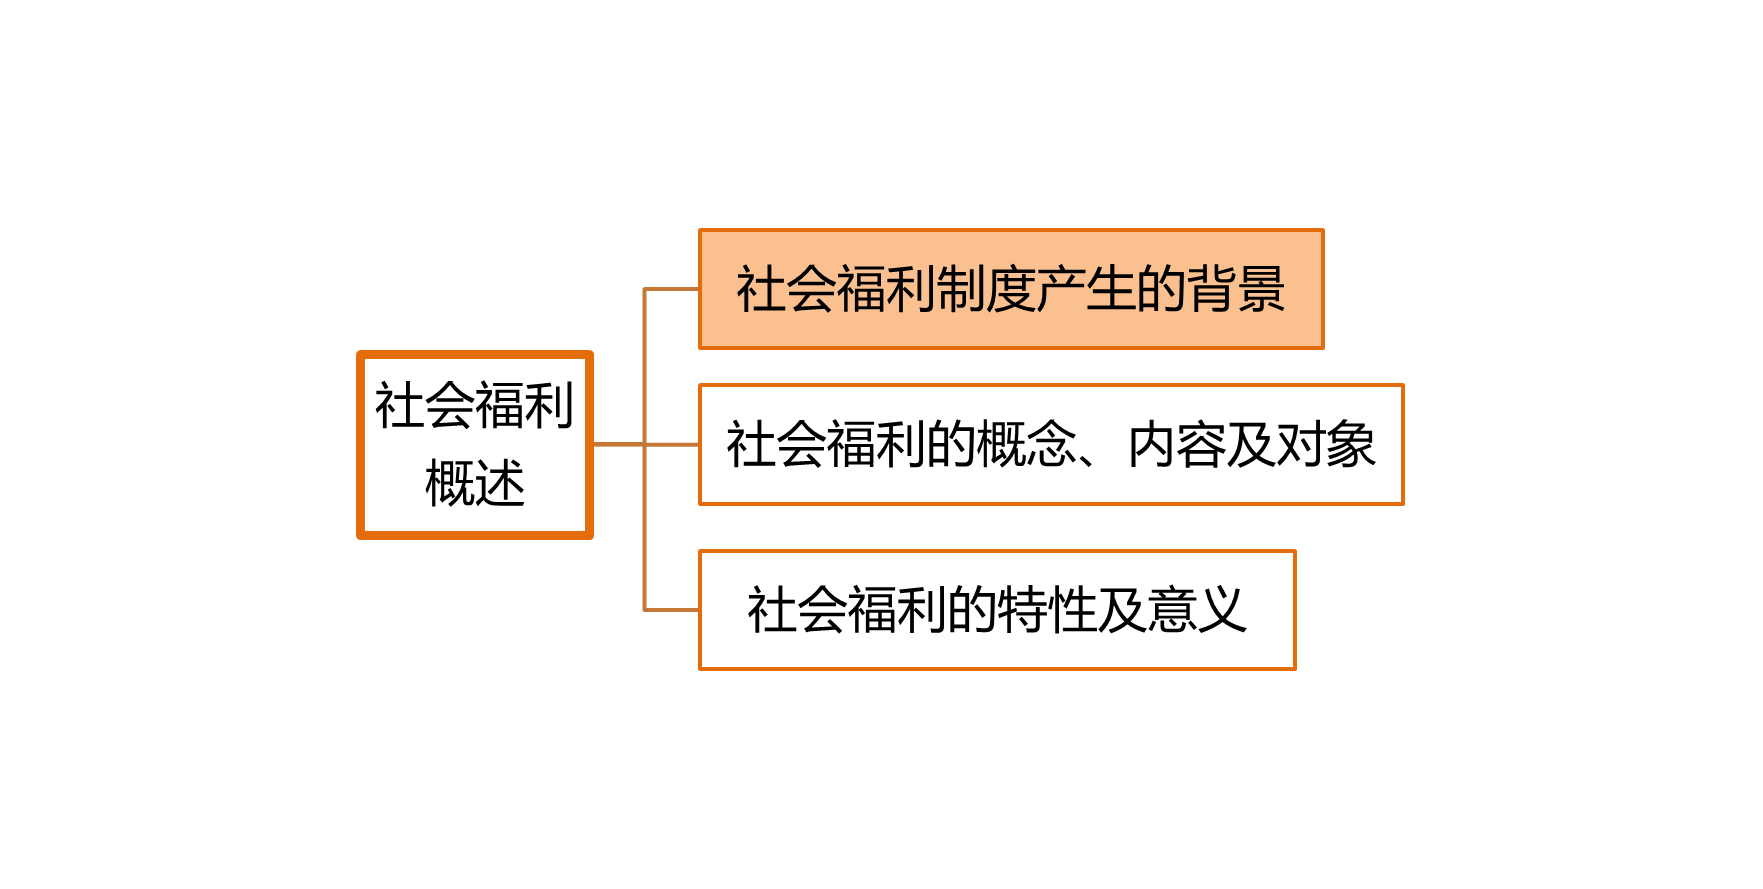 社会福利
概述
社会福利制度产生的背景
社会福利的概念、内容及对象
社会福利的特性及意义